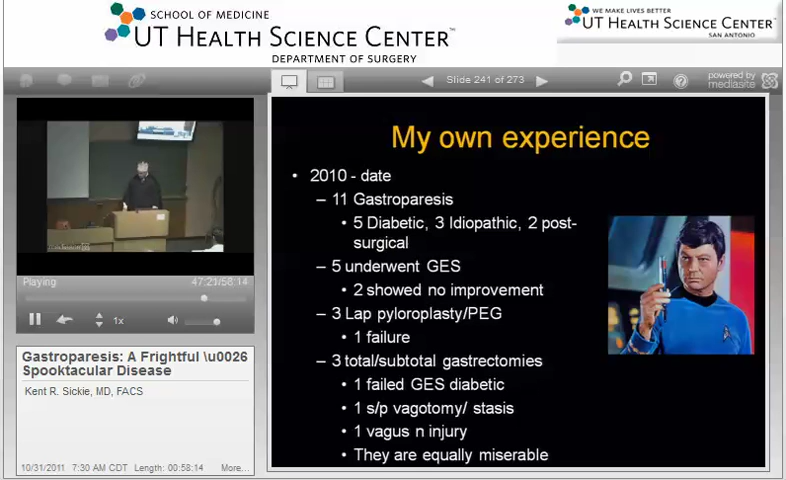 SCHOOL OF MEDICINE
UT HEALTH SCIENCE CENTER™
DEPARTMENT OF SURGERY
WE MAKE LIVES BETTER
UT HEALTH SCIENCE CENTER™
SAN ANTONIO
Slide 241 of 273
powered by
mediasite
Playing
47:21/58:14
1x
Gastroparesis: A Frightful \u0026
Spooktacular Disease
Kent R. Sickie, MD, FACS
10/31/2011 7:30 AM CDT Length: 00:58:14 More...
My own experience
• 2010 - date
– 11 Gastroparesis
• 5 Diabetic, 3 Idiopathic, 2 post-
surgical
– 5 underwent GES
• 2 showed no improvement
– 3 Lap pyloroplasty/PEG
• 1 failure
– 3 total/subtotal gastrectomies
• 1 failed GES diabetic
• 1 s/p vagotomy/ stasis
• 1 vagus n injury
• They are equally miserable